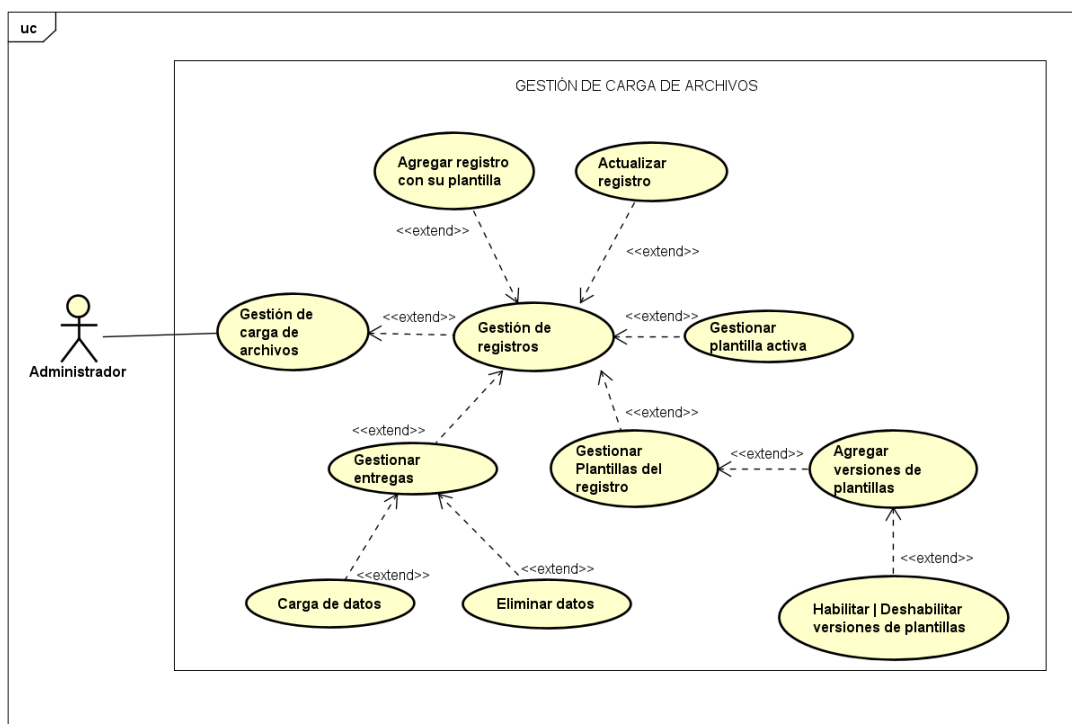 uc
GESTIÓN DE CARGA DE ARCHIVOS
Agregar registro
con su plantilla
Actualizar
registro
<<extend>>
<<extend>>
Gestión de
carga de
archivos
<<extend>>
Gestión de
registros
<<extend>>
Gestionar
plantilla activa
Administrador
<<extend>>
<<extend>>
Gestionar
entregas
Gestionar
Plantillas del
registro
<<extend>>
Agregar
versiones de
plantillas
<<extend>>
<<extend>>
<<extend>>
Carga de datos
Eliminar datos
Habilitar | Deshabilitar
versiones de plantillas